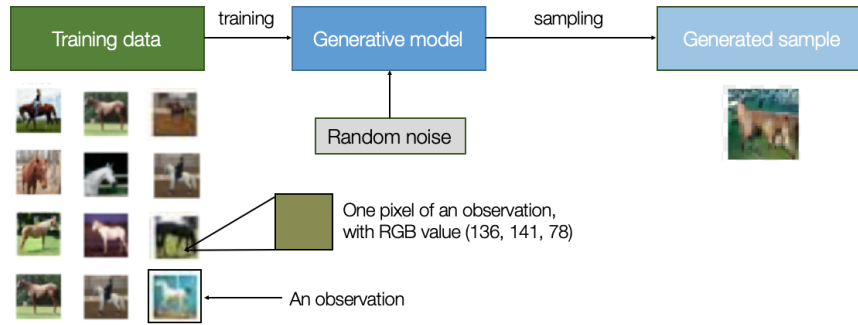 training
sampling
Training data
Generative model
Generated sample
Random noise
One pixel of an observation,
with RGB value (136, 141, 78)
An observation